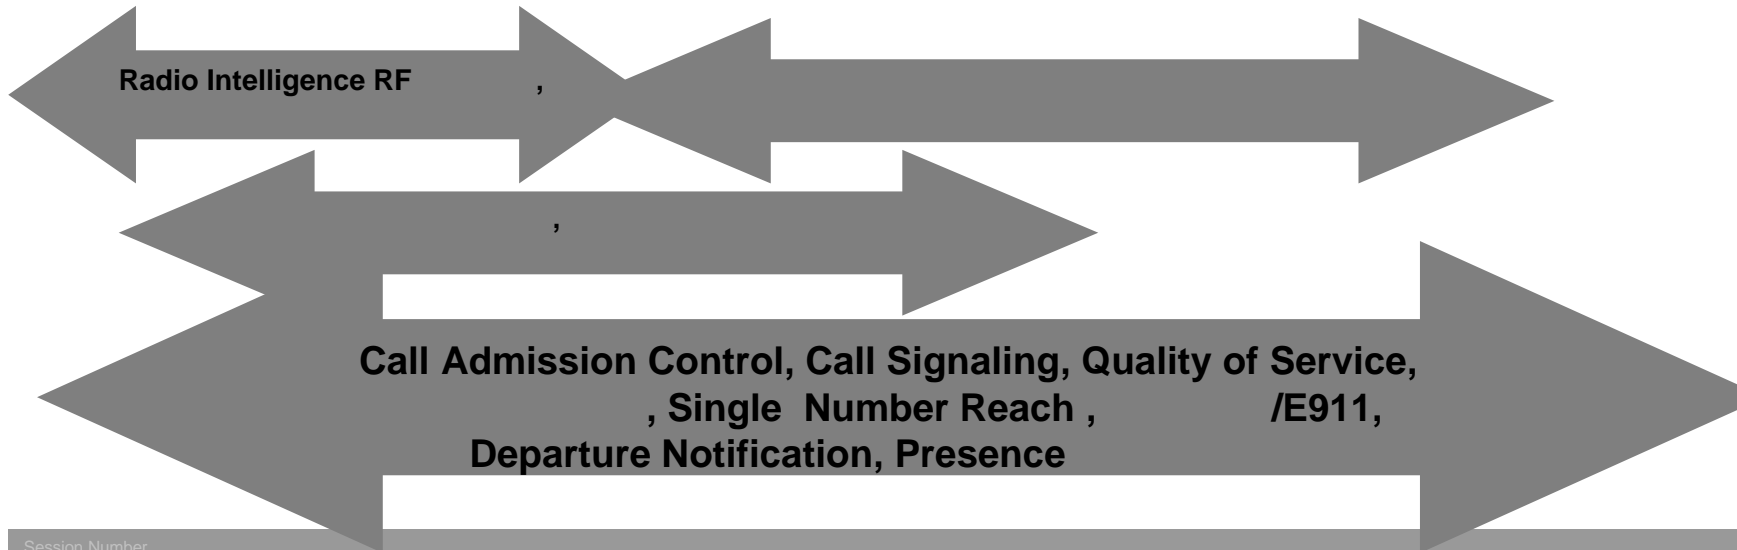 Radio Intelligence RF ,
,
Call Admission Control, Call Signaling, Quality of Service,
, Single Number Reach , /E911,
Departure Notification, Presence
Session Number